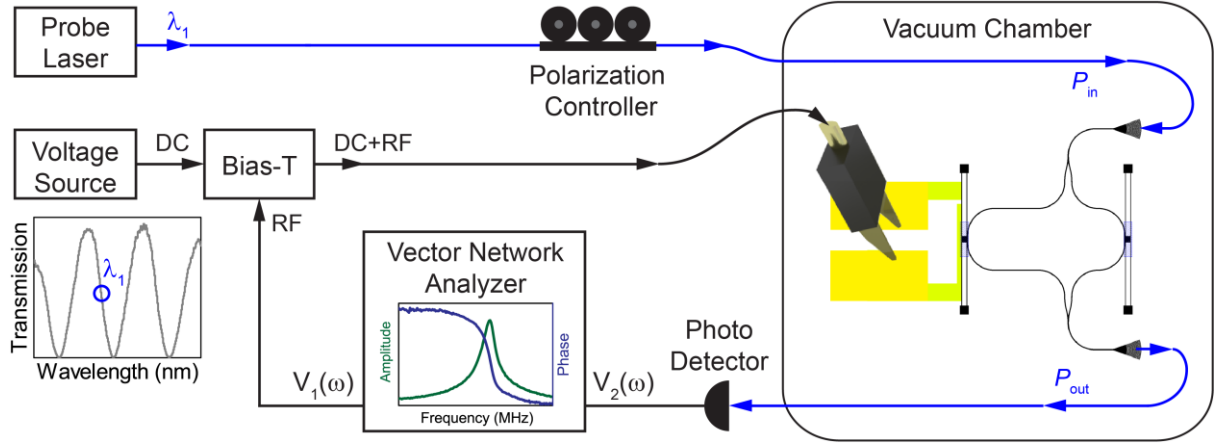 Probe
Laser
λ1
Polarization
Controller
Vacuum Chamber
Pin
Voltage
Source
DC
Bias-T
DC+RF
RF
Transmission
λ1
Wavelength (nm)
Vector Network
Analyzer
Amplitude
Phase
Frequency (MHz)
V1(ω)
V2(ω)
Photo
Detector
Pout